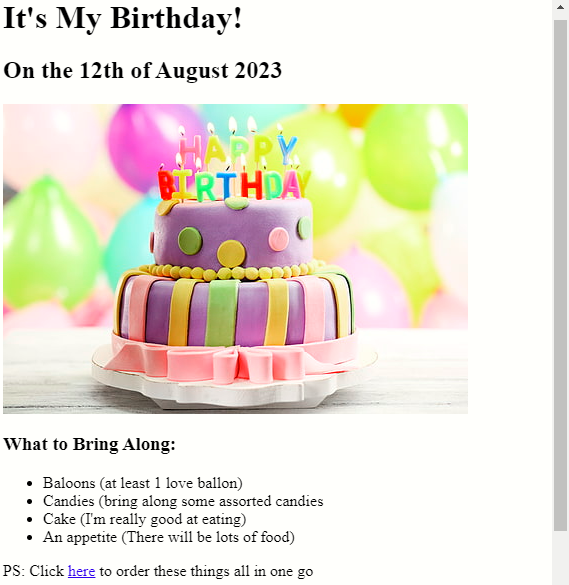 It's My Birthday!
On the 12th of August 2023
HAPPY
BIRTHDAY
What to Bring Along:
Baloons (at least 1 love ballon)
Candies (bring along some assorted candies
Cake (I'm really good at eating)
An appetite (There will be lots of food)
PS: Click here to order these things all in one go